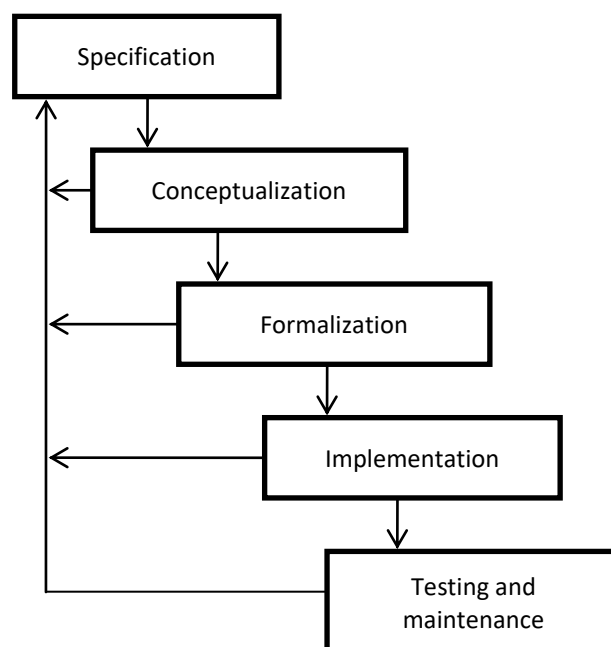 Specification
Conceptualization
Formalization
Implementation
Testing and
maintenance